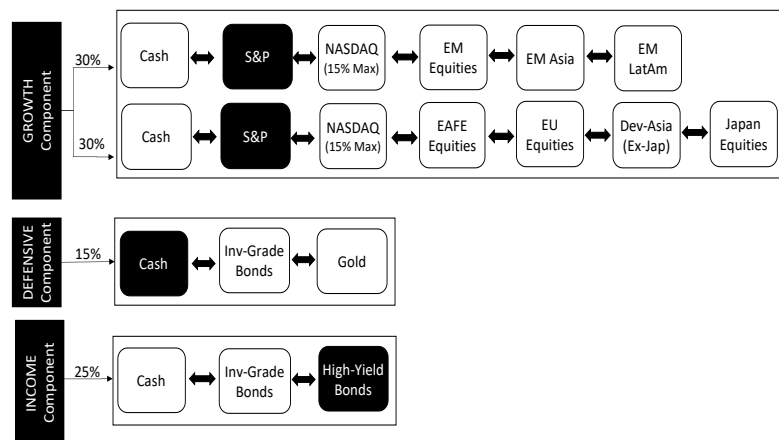 GROWTH
Component
30%
Cash
S&P
NASDAQ
(15% Max)
EM
Equities
EM Asia
EM
LatAm
30%
Cash
S&P
NASDAQ
(15% Max)
EAFE
Equities
EU
Equities
Dev-Asia
(Ex-Jap)
Japan
Equities
DEFENSIVE
Component
15%
Cash
Inv-Grade
Bonds
Gold
INCOME
Component
25%
Cash
Inv-Grade
Bonds
High-Yield
Bonds